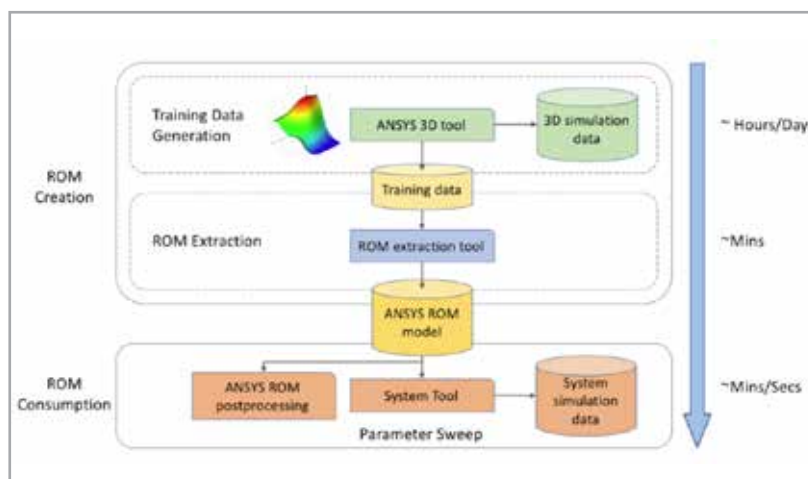 Training Data
Generation
ANSYS 3D tool
3D simulation
data
~ Hours/Day
ROM
Creation
Training data
ROM Extraction
ROM extraction tool
~Mins
ANSYS ROM
model
ROM
Consumption
ANSYS ROM
postprocessing
System Tool
System
simulation
data
~Mins/Secs
Parameter Sweep